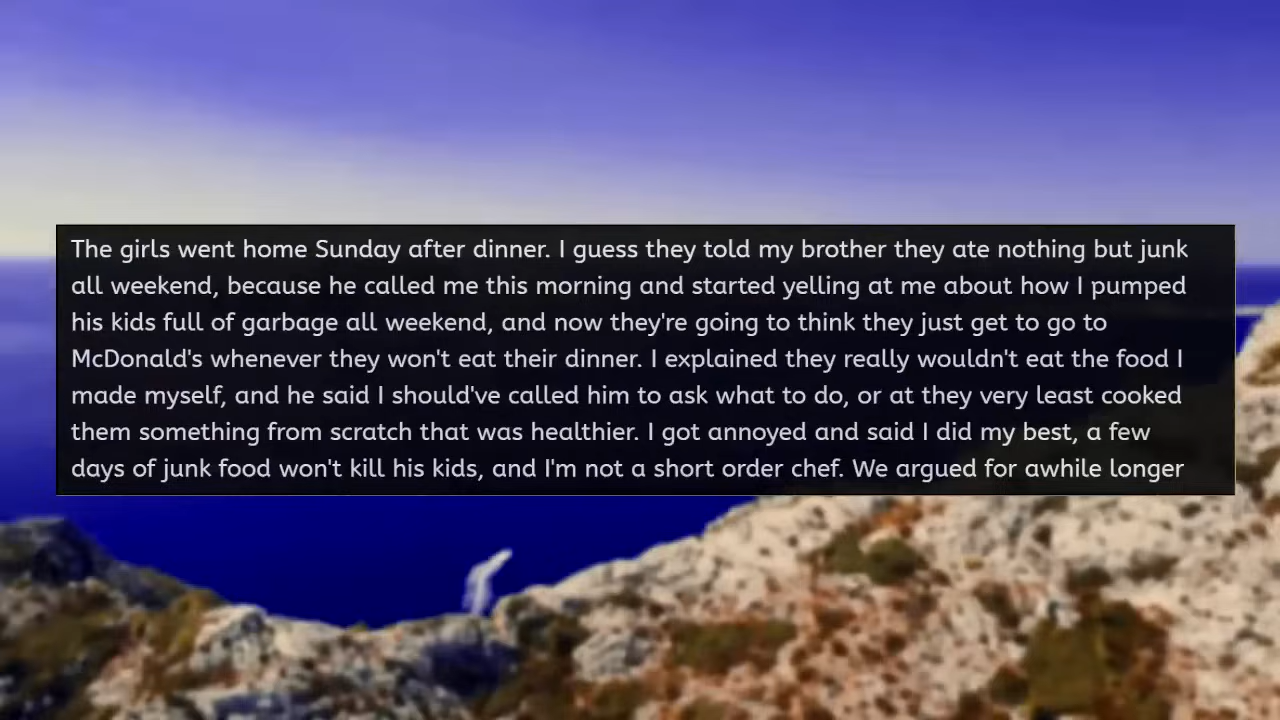 The girls went home Sunday after dinner. I guess they told my brother they ate nothing but junk
all weekend, because he called me this morning and started yelling at me about how I pumped
his kids full of garbage all weekend, and now they're going to think they just get to go to
McDonald's whenever they won't eat their dinner. I explained they really wouldn't eat the food I
made myself, and he said I should've called him to ask what to do, or at they very least cooked
them something from scratch that was healthier. I got annoyed and said I did my best, a few
days of junk food won't kill his kids, and I'm not a short order chef. We argued for awhile longer